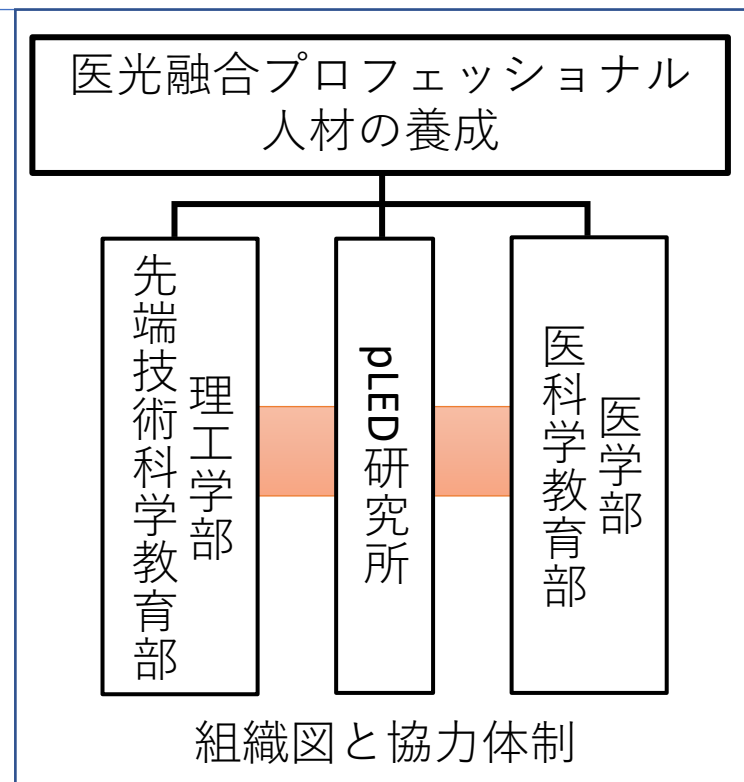 医光融合プロフェッショナル
人材の養成
理工学部
先端技術科学教育部
pLED研究所
医学部
医科学教育部
組織図と協力体制